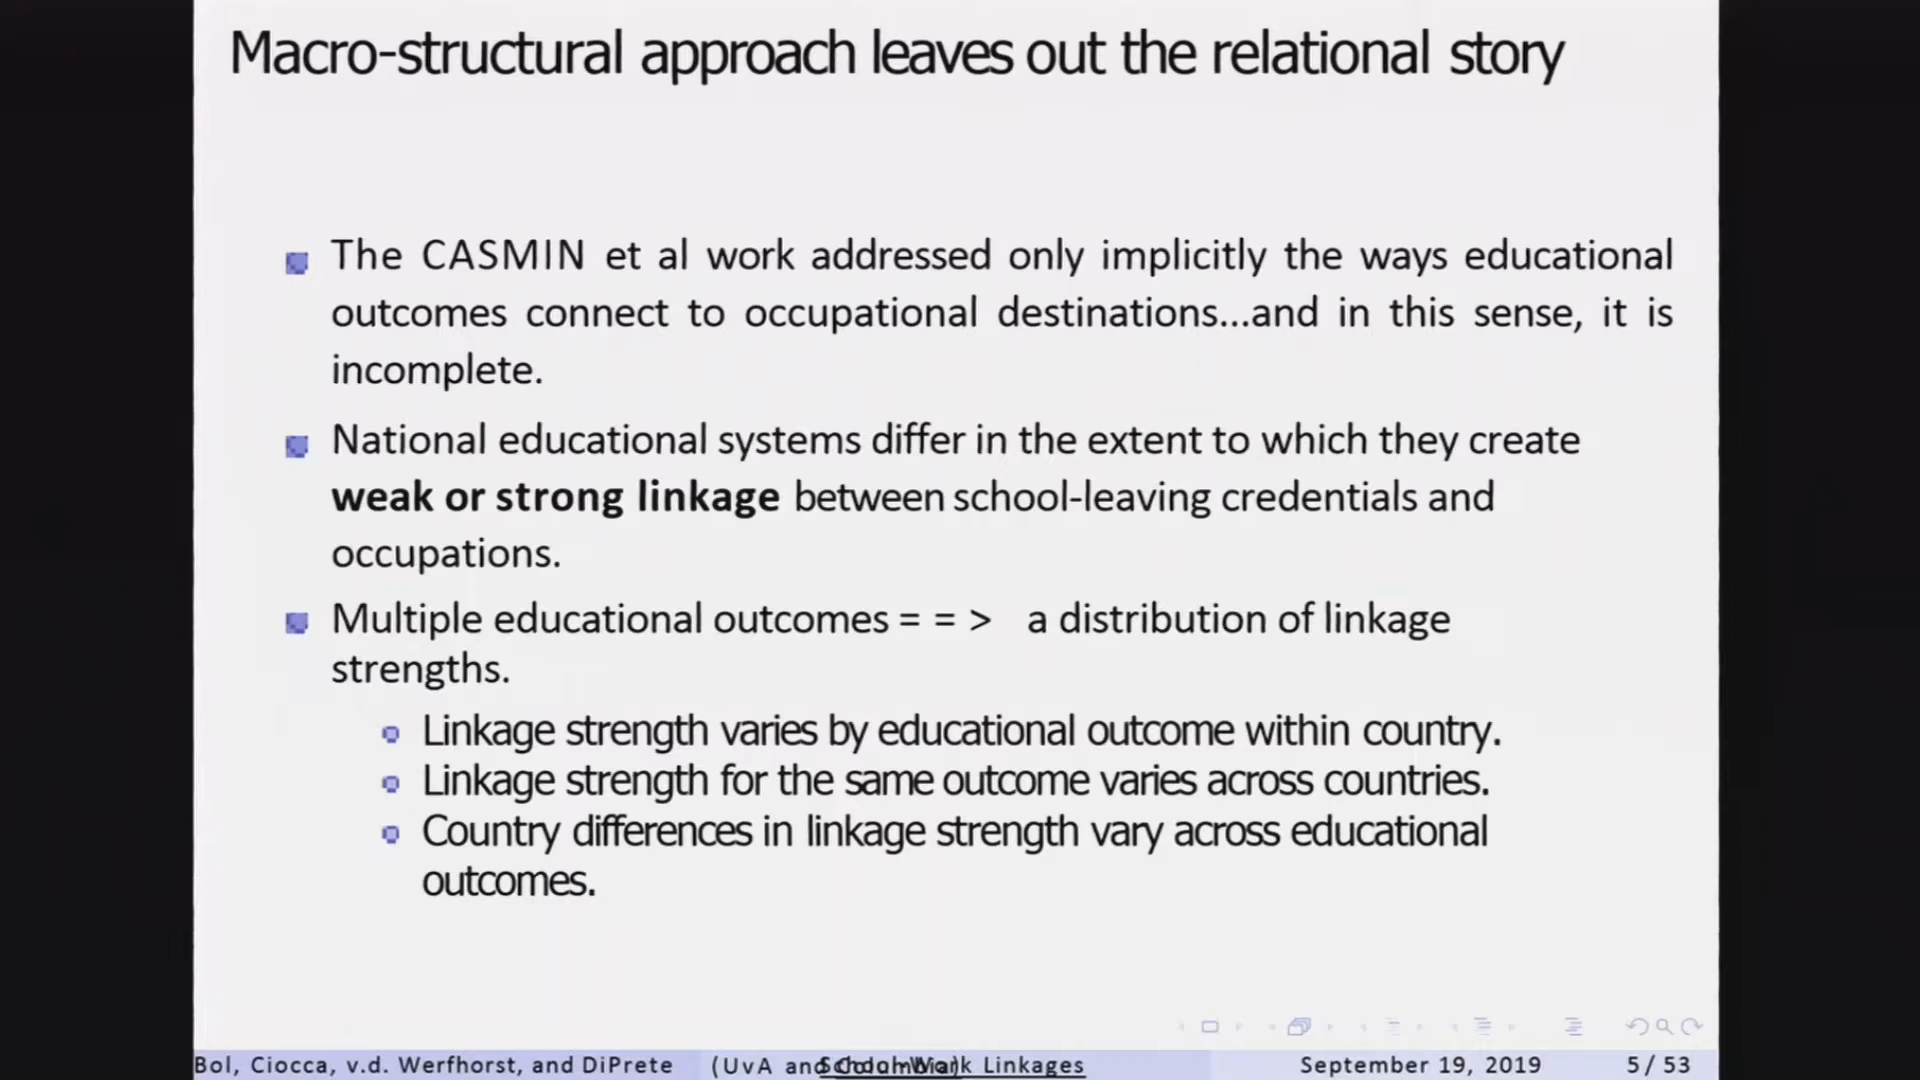 Macro-structural approach leaves out the relational story
The CASMIN et al work addressed only implicitly the ways educational
outcomes connect to occupational destinations...and in this sense, it is
incomplete.
National educational systems differ in the extent to which they create
weak or strong linkage between school-leaving credentials and
occupations.
Multiple educational outcomes = = > a distribution of linkage
strengths.
Linkage strength varies by educational outcome within country.
Linkage strength for the same outcome varies across countries.
Country differences in linkage strength vary across educational
outcomes.
Bol, Ciocca, v.d. Werfhorst, and DiPrete (UvA and Linkages September 19, 2019 5 / 53